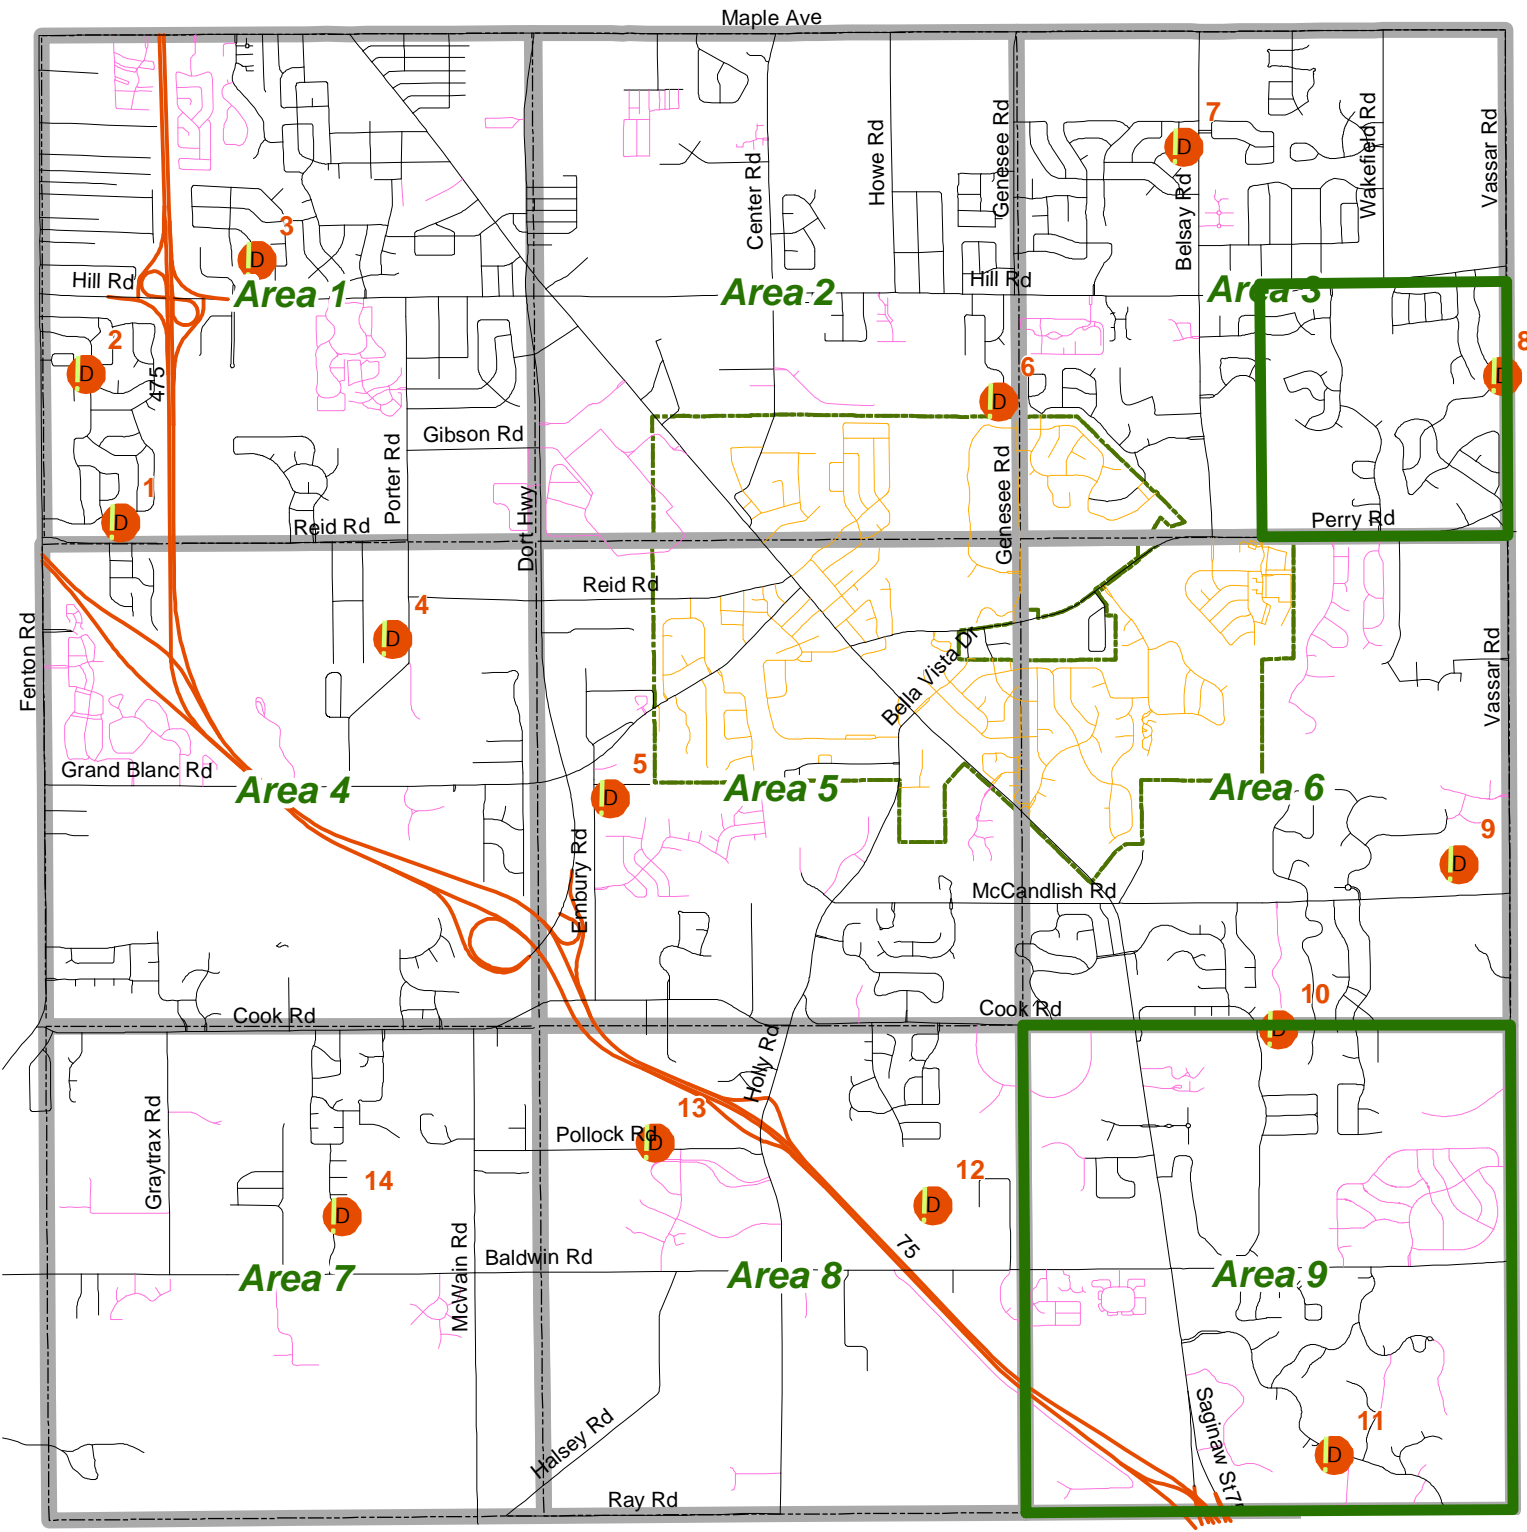 Maple Ave
7
D
Genesee Rd
Howe Rd
Center Rd
Wakefield Rd
Vassar Rd
Belsay Rd
3
D
Hill Rd
Area 1
Area 2
Hill Rd
Area 3
2
D
475
8
D
6
D
Gibson Rd
Porter Rd
1
D
Reid Rd
Dort Hwy
Genesee Rd
Perry Rd
Reid Rd
4
D
Fenton Rd
Bella Vista Dr
Vassar Rd
Grand Blanc Rd
Area 4
5
D
Area 5
Area 6
9
D
Embury Rd
McCandlish Rd
10
D
Cook Rd
Cook Rd
Holly Rd
13
D
Pollock Rd
Graytrax Rd
14
D
12
D
75
McWain Rd
Baldwin Rd
Area 7
Area 8
Area 9
11
D
Saginaw St
Halsey Rd
Ray Rd